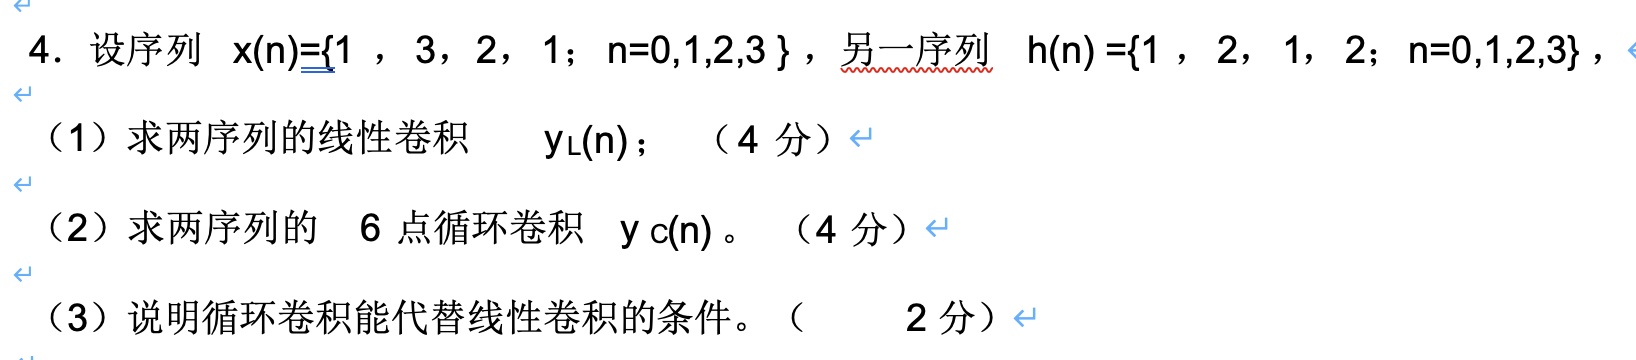 4．设序列 x(n)={1 ，3，2，1；n=0,1,2,3 }，另一序列 h(n) ={1 ，2，1，2；n=0,1,2,3}，
（1）求两序列的线性卷积 yL(n)；（4 分）
（2）求两序列的 6 点循环卷积 y C(n) 。（4 分）
（3）说明循环卷积能代替线性卷积的条件。（ 2 分）